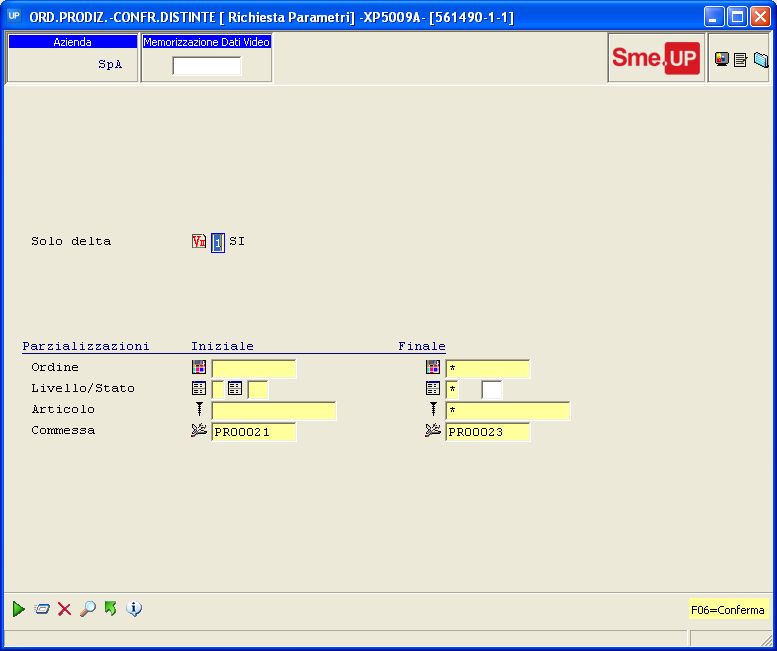 UP ORD.PRODIZ.-CONFR.DISTINTE [ Richiesta Parametri] -XP5009A- [561490-1-1]
Azienda Memorizzazione Dati Video
SpA
Sme.UP
Solo delta 1 SI
Parzializzazioni Iniziale Finale
Ordine *
Livello/Stato *
Articolo *
Commessa PR00021 PR00023
F06=Conferma